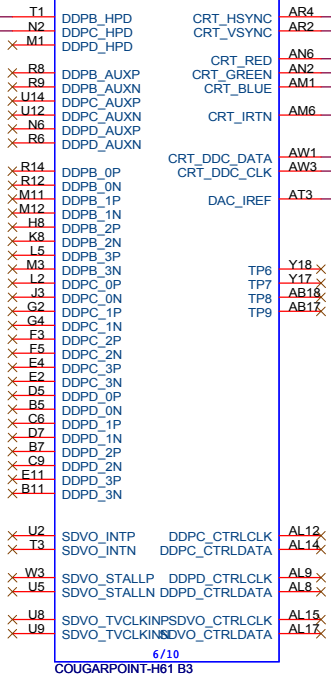 T1 DDPB_HPD CRT_HSYNC AR4
N2 DDPC_HPD CRT_VSYNC AR2
M1 DDPD_HPD
CRT_RED AN6
R8 DDPB_AUXP CRT_GREEN AN2
R9 DDPB_AUXN CRT_BLUE AM1
U14 DDPC_AUXP
U12 DDPC_AUXN CRT_IRTN AM6
N6 DDPD_AUXP
R6 DDPD_AUXN
CRT_DDC_DATA AW1
R14 DDPB_0P CRT_DDC_CLK AW3
R12 DDPB_0N
M11 DDPB_1P DAC_IREF AT3
M12 DDPB_1N
H8 DDPB_2P
K8 DDPB_2N
L5 DDPB_3P
M3 DDPB_3N TP6 Y18
L2 DDPC_0P TP7 Y17
J3 DDPC_0N TP8 AB18
G2 DDPC_1P TP9 AB17
G4 DDPC_1N
F3 DDPC_2P
F5 DDPC_2N
E4 DDPC_3P
E2 DDPC_3N
D5 DDPD_0P
B5 DDPD_0N
C6 DDPD_1P
D7 DDPD_1N
B7 DDPD_2P
C9 DDPD_2N
E11 DDPD_3P
B11 DDPD_3N
U2 SDVO_INTP DDPC_CTRLCLK AL12
T3 SDVO_INTN DDPC_CTRLDATA AL14
W3 SDVO_STALLP DDPD_CTRLCLK AL9
U5 SDVO_STALLN DDPD_CTRLDATA AL8
U8 SDVO_TVCLKINP SDVO_CTRLCLK AL15
U9 SDVO_TVCLKINN SDVO_CTRLDATA AL17
6/10
COUGARPOINT-H61 B3